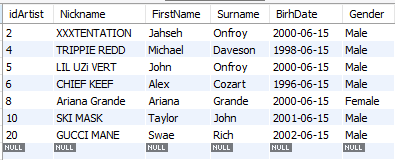 idArtist Nickname FirstName Surname BirhDate Gender
2 XXXTENTATION Jahseh Onfroy 2000-06-15 Male
4 TRIPPIE REDD Michael Daveson 1998-06-15 Male
5 LIL UZi VERT John Onfroy 2000-06-15 Male
6 CHIEF KEEF Alex Cozart 1996-06-15 Male
8 Ariana Grande Ariana Grande 2000-06-15 Female
10 SKI MASK Taylor John 2001-06-15 Male
20 GUCCI MANE Swae Rich 2002-06-15 Male
NULL NULL NULL NULL NULL NULL